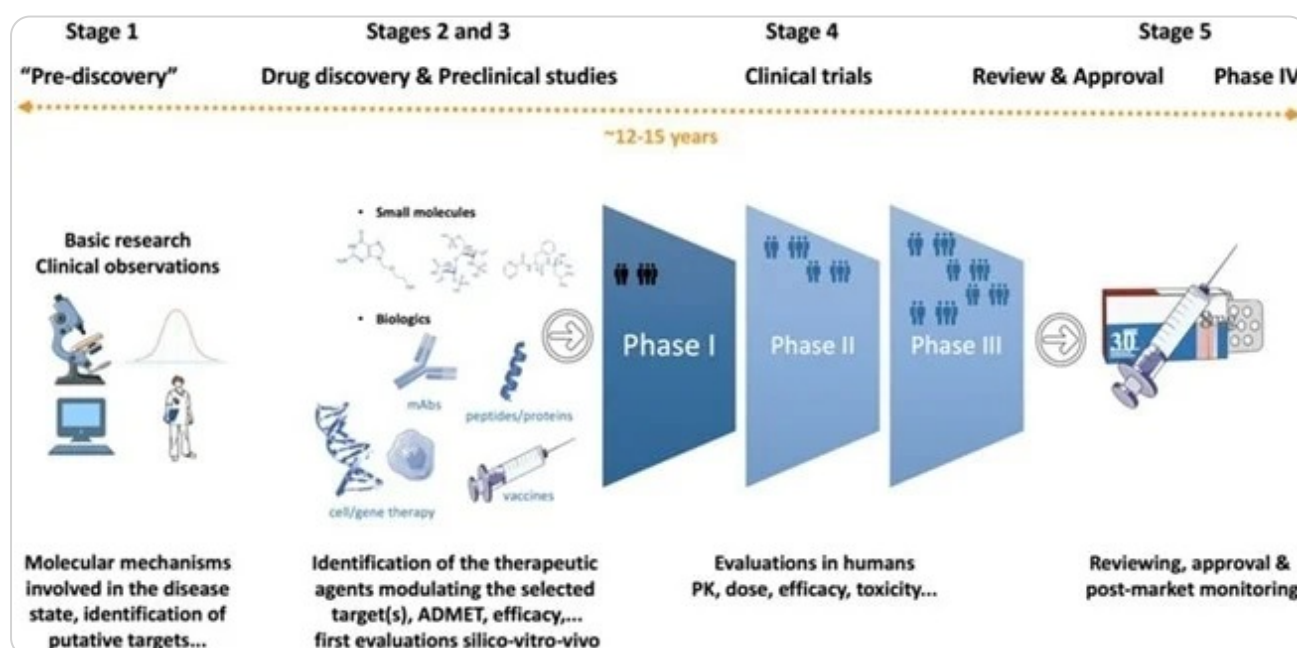 Stage 1
Stages 2 and 3
Stage 4
Stage 5
“Pre-discovery”
Drug discovery & Preclinical studies
Clinical trials
Review & Approval
Phase IV
~12-15 years
Basic research
Clinical observations
• Small molecules
• Biologics
mAbs
peptides/proteins
cell/gene therapy
vaccines
Phase I
Phase II
Phase III
30
Molecular mechanisms
involved in the disease
state, identification of
putative targets...
Identification of the therapeutic
agents modulating the selected
target(s), ADMET, efficacy,...
first evaluations silico-vitro-vivo
Evaluations in humans
PK, dose, efficacy, toxicity...
Reviewing, approval &
post-market monitoring